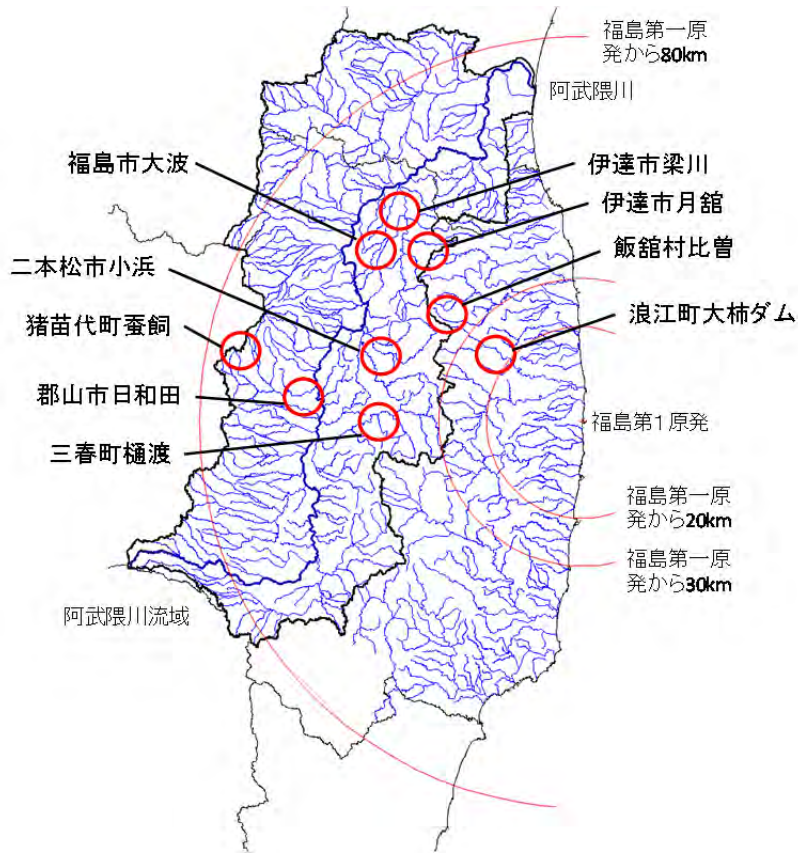 福島第一原
発から80km
阿武隈川
福島市大波
伊達市梁川
伊達市月舘
二本松市小浜
飯舘村比曽
猪苗代町蚕飼
浪江町大柿ダム
郡山市日和田
福島第1原発
三春町樋渡
福島第一原
発から20km
福島第一原
発から30km
阿武隈川流域